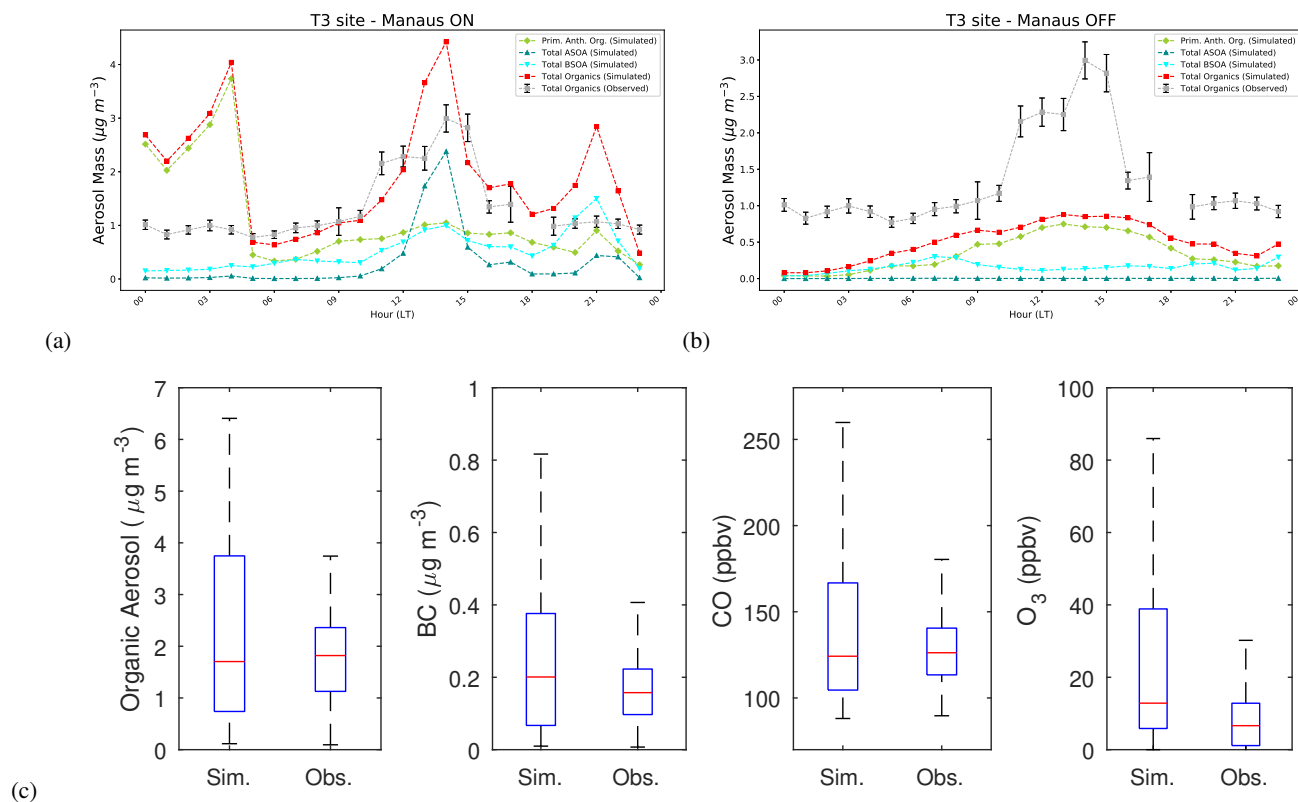 T3 site - Manaus ON
Aerosol Mass (μg m⁻³)
4
3
2
1
0
00 03 06 09 12 15 18 21 00
Hour (LT)
Prim. Anth. Org. (Simulated)
Total ASOA (Simulated)
Total BSOA (Simulated)
Total Organics (Simulated)
Total Organics (Observed)
(a)
T3 site - Manaus OFF
Aerosol Mass (μg m⁻³)
3.0
2.5
2.0
1.5
1.0
0.5
0.0
00 03 06 09 12 15 18 21 00
Hour (LT)
Prim. Anth. Org. (Simulated)
Total ASOA (Simulated)
Total BSOA (Simulated)
Total Organics (Simulated)
Total Organics (Observed)
(b)
Organic Aerosol ( μg m⁻³)
7
6
5
4
3
2
1
0
Sim. Obs.
BC ( μg m⁻³)
1
0.8
0.6
0.4
0.2
0
Sim. Obs.
CO (ppbv)
250
200
150
100
Sim. Obs.
O₃ (ppbv)
100
80
60
40
20
0
Sim. Obs.
(c)